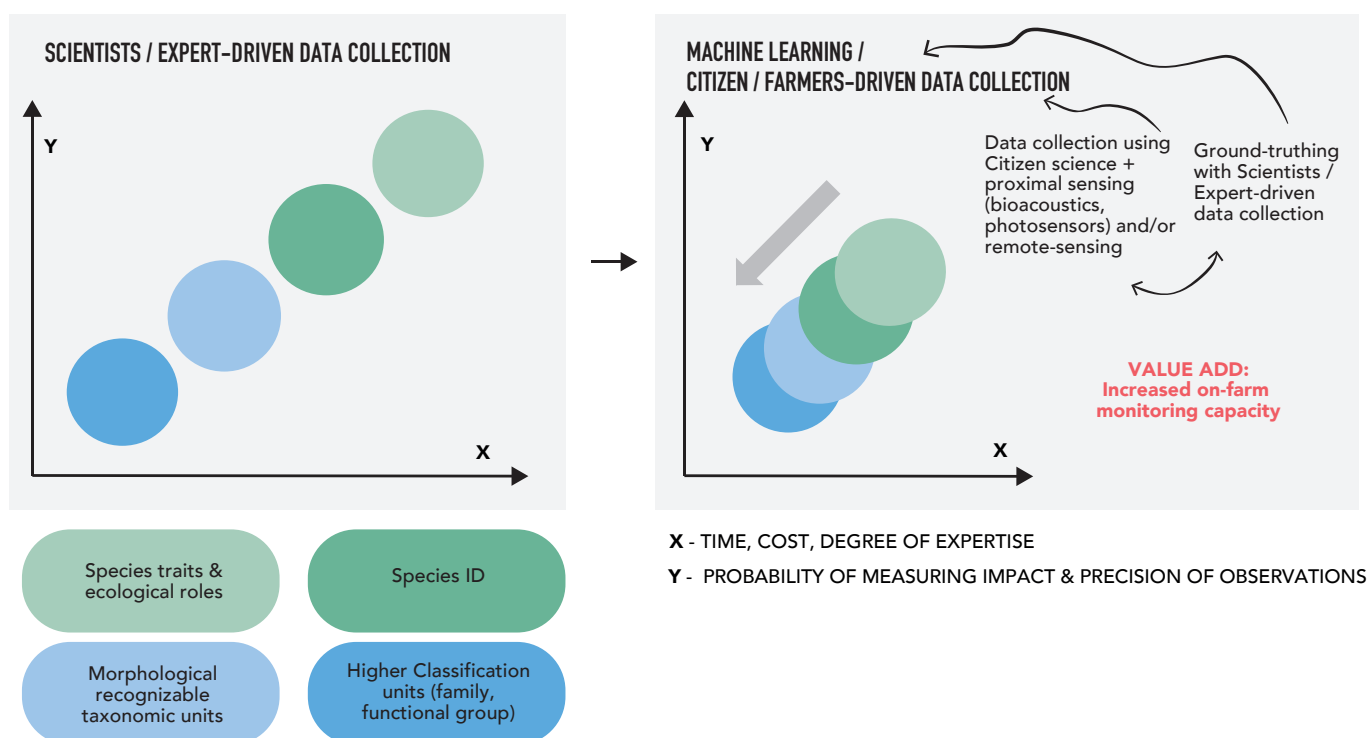 SCIENTISTS / EXPERT-DRIVEN DATA COLLECTION
Y
X
MACHINE LEARNING /
CITIZEN / FARMERS-DRIVEN DATA COLLECTION
Y
Data collection using
Citizen science +
proximal sensing
(bioacoustics,
photosensors) and/or
remote-sensing
Ground-truthing
with Scientists /
Expert-driven
data collection
VALUE ADD:
Increased on-farm
monitoring capacity
X
Species traits &
ecological roles
Species ID
Morphological
recognizable
taxonomic units
Higher Classification
units (family,
functional group)
X - TIME, COST, DEGREE OF EXPERTISE
Y - PROBABILITY OF MEASURING IMPACT & PRECISION OF OBSERVATIONS